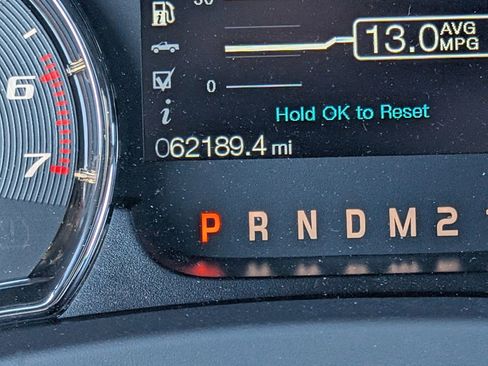 30
13.0 AVG MPG
0
i
Hold OK to Reset
062189.4 mi
6
7
P R N D M 2